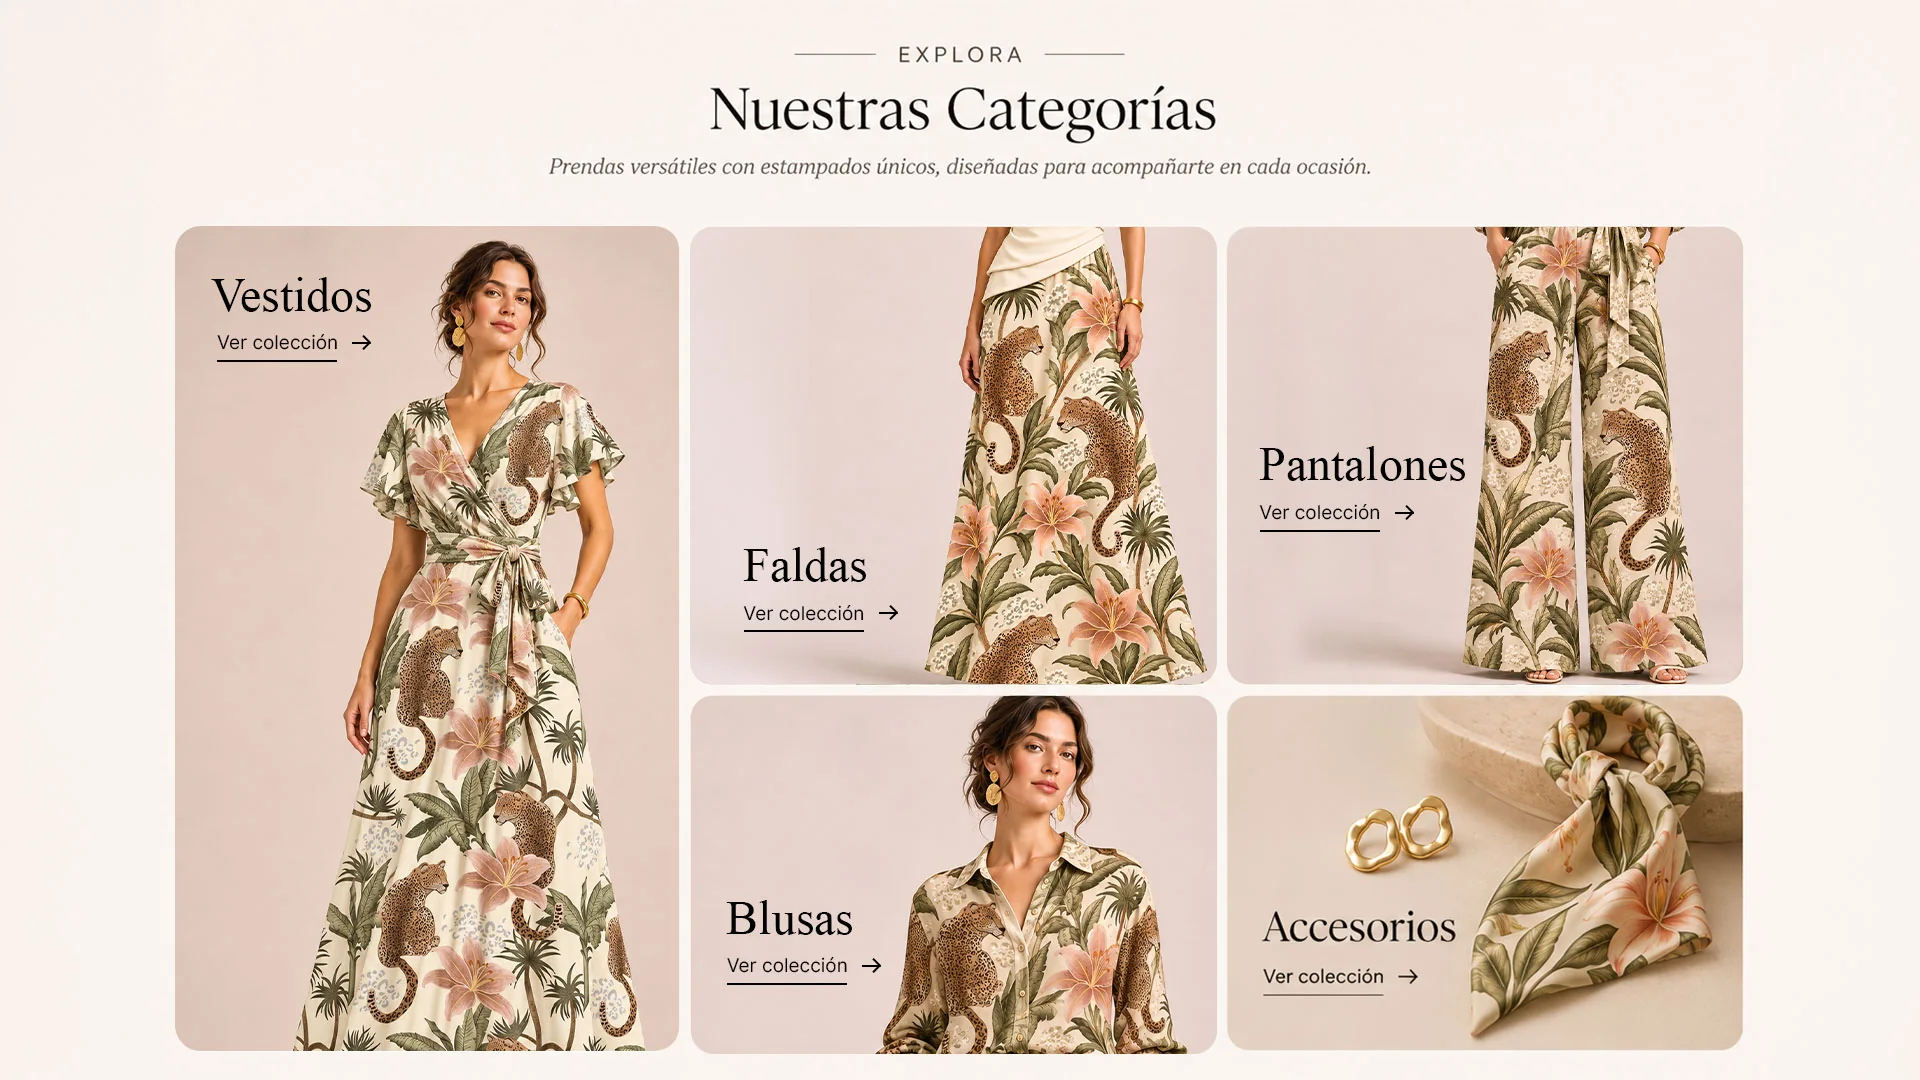 EXPLORA
Nuestras Categorías
Prendas versátiles con estampados únicos, diseñadas para acompañarte en cada ocasión.
Vestidos
Ver colección →
Faldas
Ver colección →
Pantalones
Ver colección →
Blusas
Ver colección →
Accesorios
Ver colección →